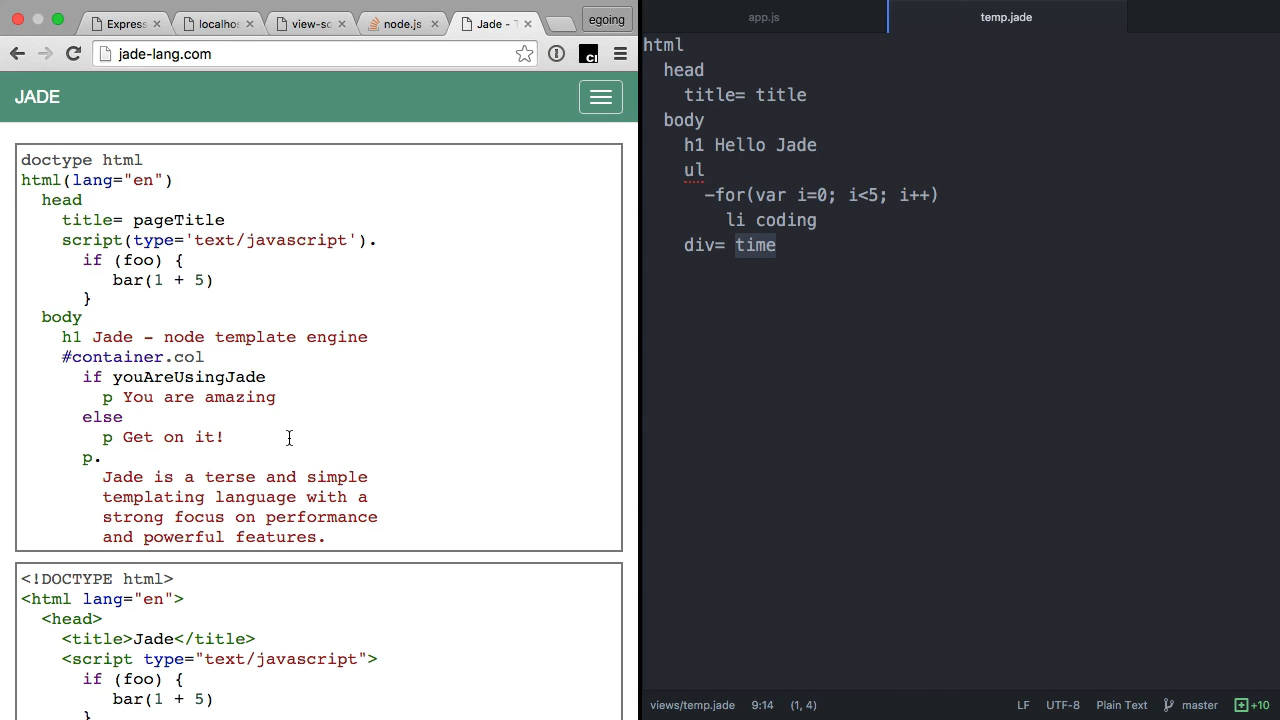 Express
localhos
view-so
node.js
Jade - T
egoing
jade-lang.com
JADE
doctype html
html(lang="en")
head
title= pageTitle
script(type='text/javascript').
if (foo) {
bar(1 + 5)
}
body
h1 Jade - node template engine
#container.col
if youAreUsingJade
p You are amazing
else
p Get on it!
p.
Jade is a terse and simple
templating language with a
strong focus on performance
and powerful features.
<!DOCTYPE html>
<html lang="en">
<head>
<title>Jade</title>
<script type="text/javascript">
if (foo) {
bar(1 + 5)
}
app.js
temp.jade
html
head
title= title
body
h1 Hello Jade
ul
-for(var i=0; i<5; i++)
li coding
div= time
views/temp.jade 9:14 (1, 4) LF UTF-8 Plain Text master +10